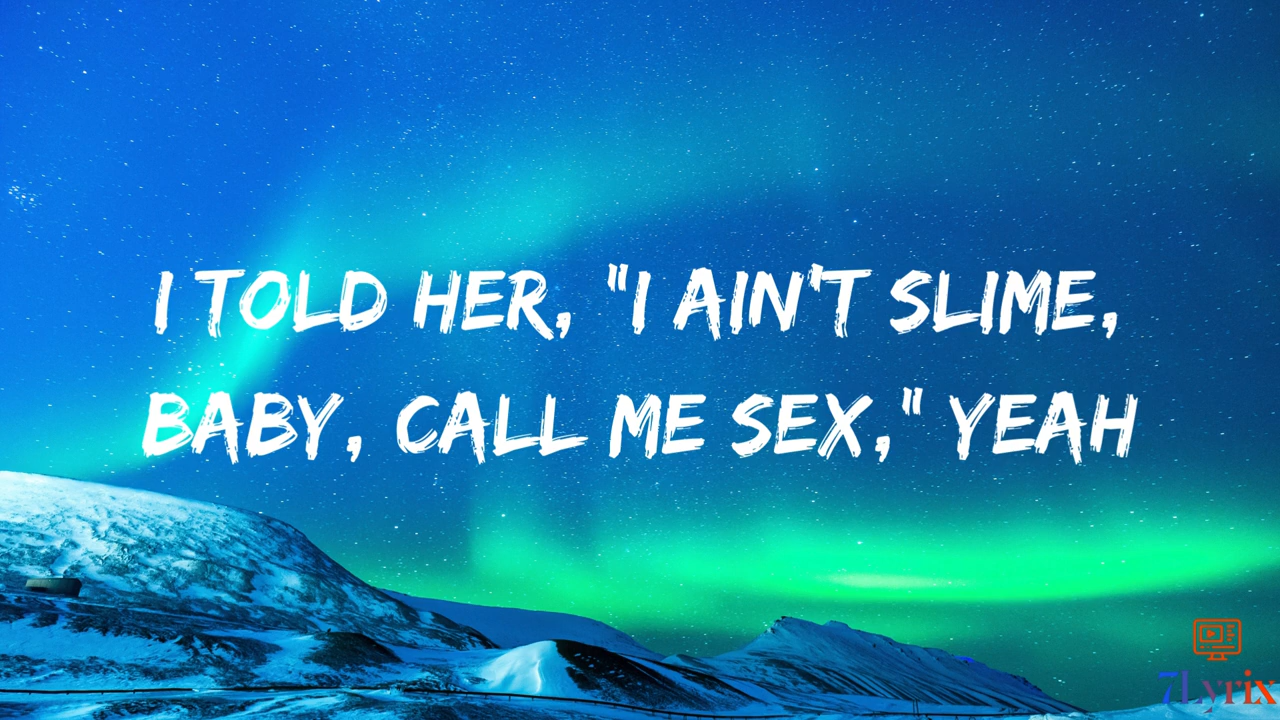 I TOLD HER, "I AIN'T SLIME,
BABY, CALL ME SEX," YEAH
7Lyrix